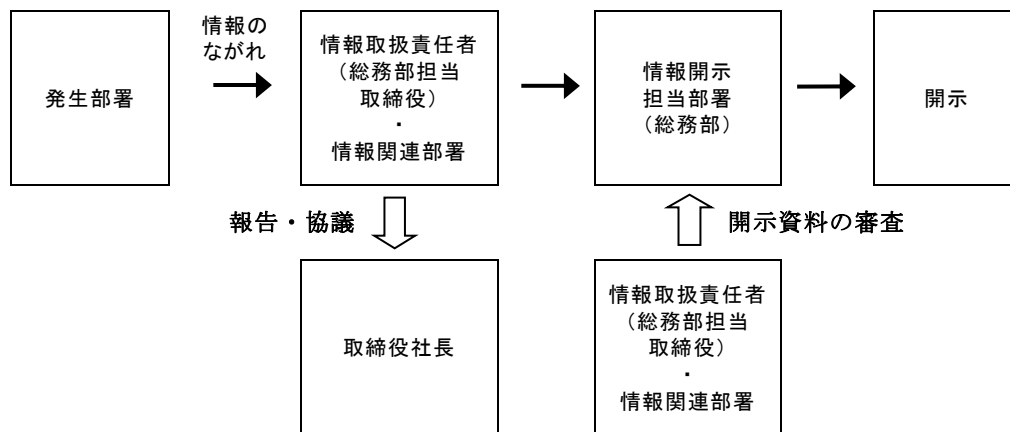 発生部署
情報の
ながれ
情報取扱責任者
（総務部担当
取締役）
・
情報関連部署
情報開示
担当部署
（総務部）
開示
報告・協議
開示資料の審査
取締役社長
情報取扱責任者
（総務部担当
取締役）
・
情報関連部署